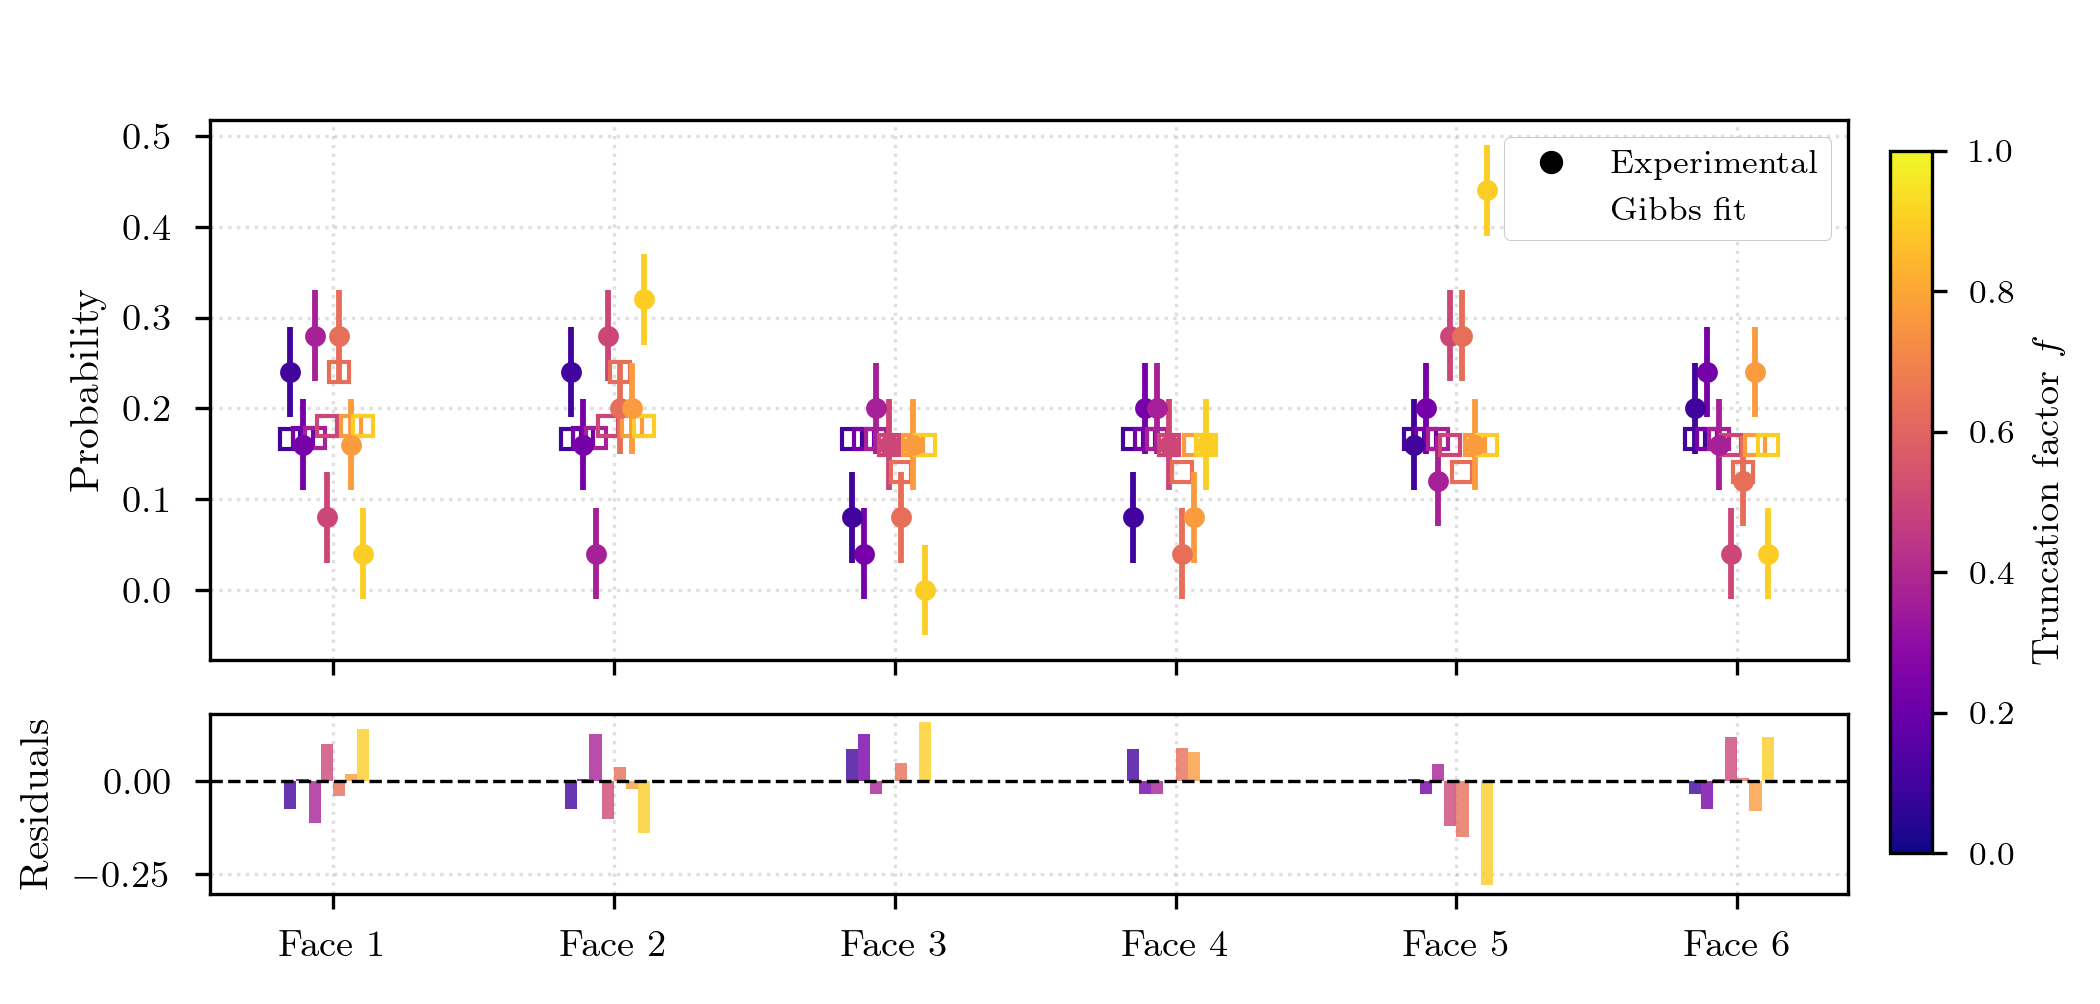 0.5
0.4
0.3
0.2
0.1
0.0
Probability
Experimental
Gibbs fit
0.00
−0.25
Residuals
Face 1
Face 2
Face 3
Face 4
Face 5
Face 6
1.0
0.8
0.6
0.4
0.2
0.0
Truncation factor f